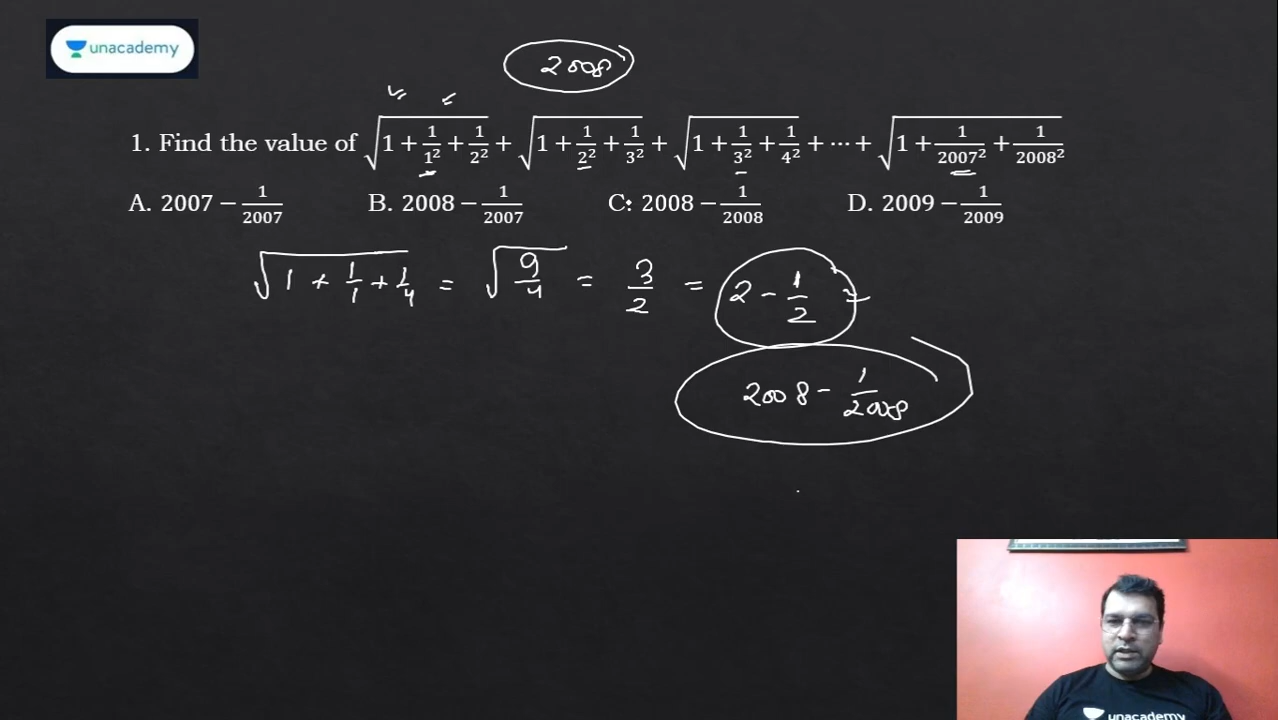 unacademy
2008
1. Find the value of √(1 + 1/1² + 1/2²) + √(1 + 1/2² + 1/3²) + √(1 + 1/3² + 1/4²) + ⋯ + √(1 + 1/2007² + 1/2008²)
A. 2007 − 1/2007 B. 2008 − 1/2007 C. 2008 − 1/2008 D. 2009 − 1/2009
√(1 + 1/1 + 1/4) = √(9/4) = 3/2 = 2 − 1/2
2008 − 1/2008
unacademy